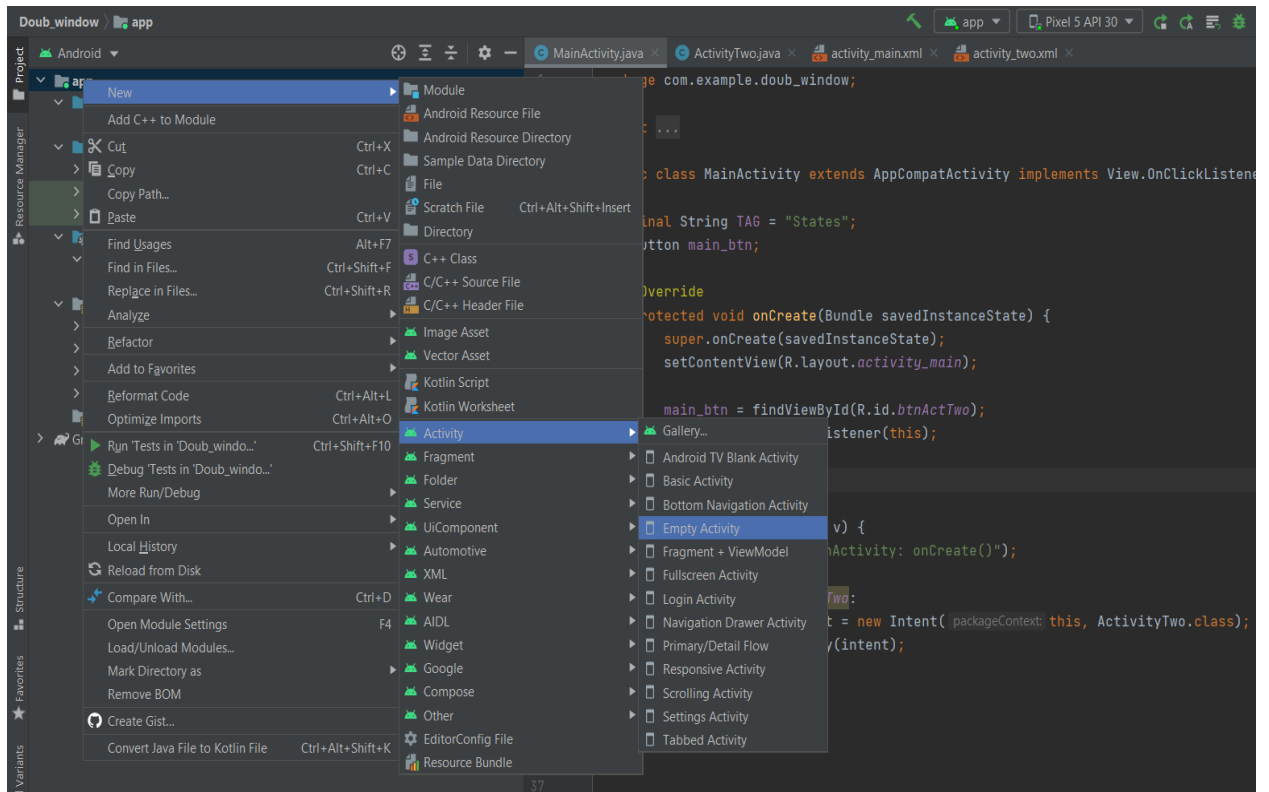 Doub_window app
app Pixel 5 API 30
Project
Android
MainActivity.java ActivityTwo.java activity_main.xml activity_two.xml
Resource Manager
Structure
Favorites
Variants
New
Add C++ to Module
Cut Ctrl+X
Copy Ctrl+C
Copy Path...
Paste Ctrl+V
Find Usages Alt+F7
Find in Files... Ctrl+Shift+F
Replace in Files... Ctrl+Shift+R
Analyze
Refactor
Add to Favorites
Reformat Code Ctrl+Alt+L
Optimize Imports Ctrl+Alt+O
Run 'Tests in 'Doub_windo...' Ctrl+Shift+F10
Debug 'Tests in 'Doub_windo...'
More Run/Debug
Open In
Local History
Reload from Disk
Compare With... Ctrl+D
Open Module Settings F4
Load/Unload Modules...
Mark Directory as
Remove BOM
Create Gist...
Convert Java File to Kotlin File Ctrl+Alt+Shift+K
Module
Android Resource File
Android Resource Directory
Sample Data Directory
File
Scratch File Ctrl+Alt+Shift+Insert
Directory
C++ Class
C/C++ Source File
C/C++ Header File
Image Asset
Vector Asset
Kotlin Script
Kotlin Worksheet
Activity
Fragment
Folder
Service
UiComponent
Automotive
XML
Wear
AIDL
Widget
Google
Compose
Other
EditorConfig File
Resource Bundle
Gallery...
Android TV Blank Activity
Basic Activity
Bottom Navigation Activity
Empty Activity
Fragment + ViewModel
Fullscreen Activity
Login Activity
Navigation Drawer Activity
Primary/Detail Flow
Responsive Activity
Scrolling Activity
Settings Activity
Tabbed Activity
ge com.example.doub_window;
...
c class MainActivity extends AppCompatActivity implements View.OnClickListene
inal String TAG = "States";
utton main_btn;
verride
rotected void onCreate(Bundle savedInstanceState) {
super.onCreate(savedInstanceState);
setContentView(R.layout.activity_main);
main_btn = findViewById(R.id.btnActTwo);
istener(this);
v) {
nActivity: onCreate()");
Two:
t = new Intent( packageContext: this, ActivityTwo.class);
y(intent);
37